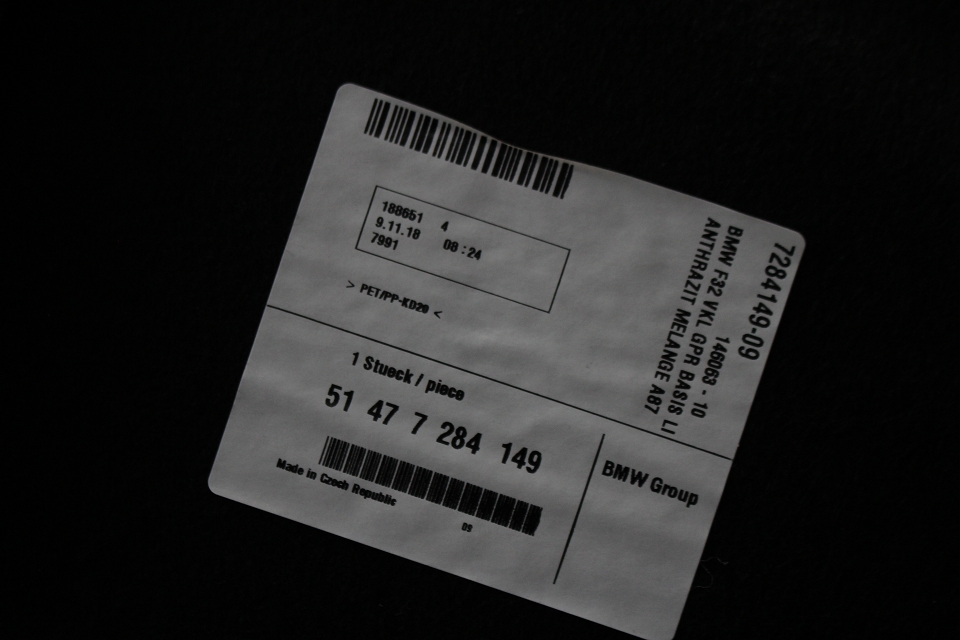 188651 4
9.11.18 08:24
7991
> PET/PP-KD20 <
7284149-09
146063 - 10
BMW F32 VKL GPR BASIS LI
ANTHRAZIT MELANGE A87
1 Stueck / piece
51 47 7 284 149
Made in Czech Republic
09
BMW Group